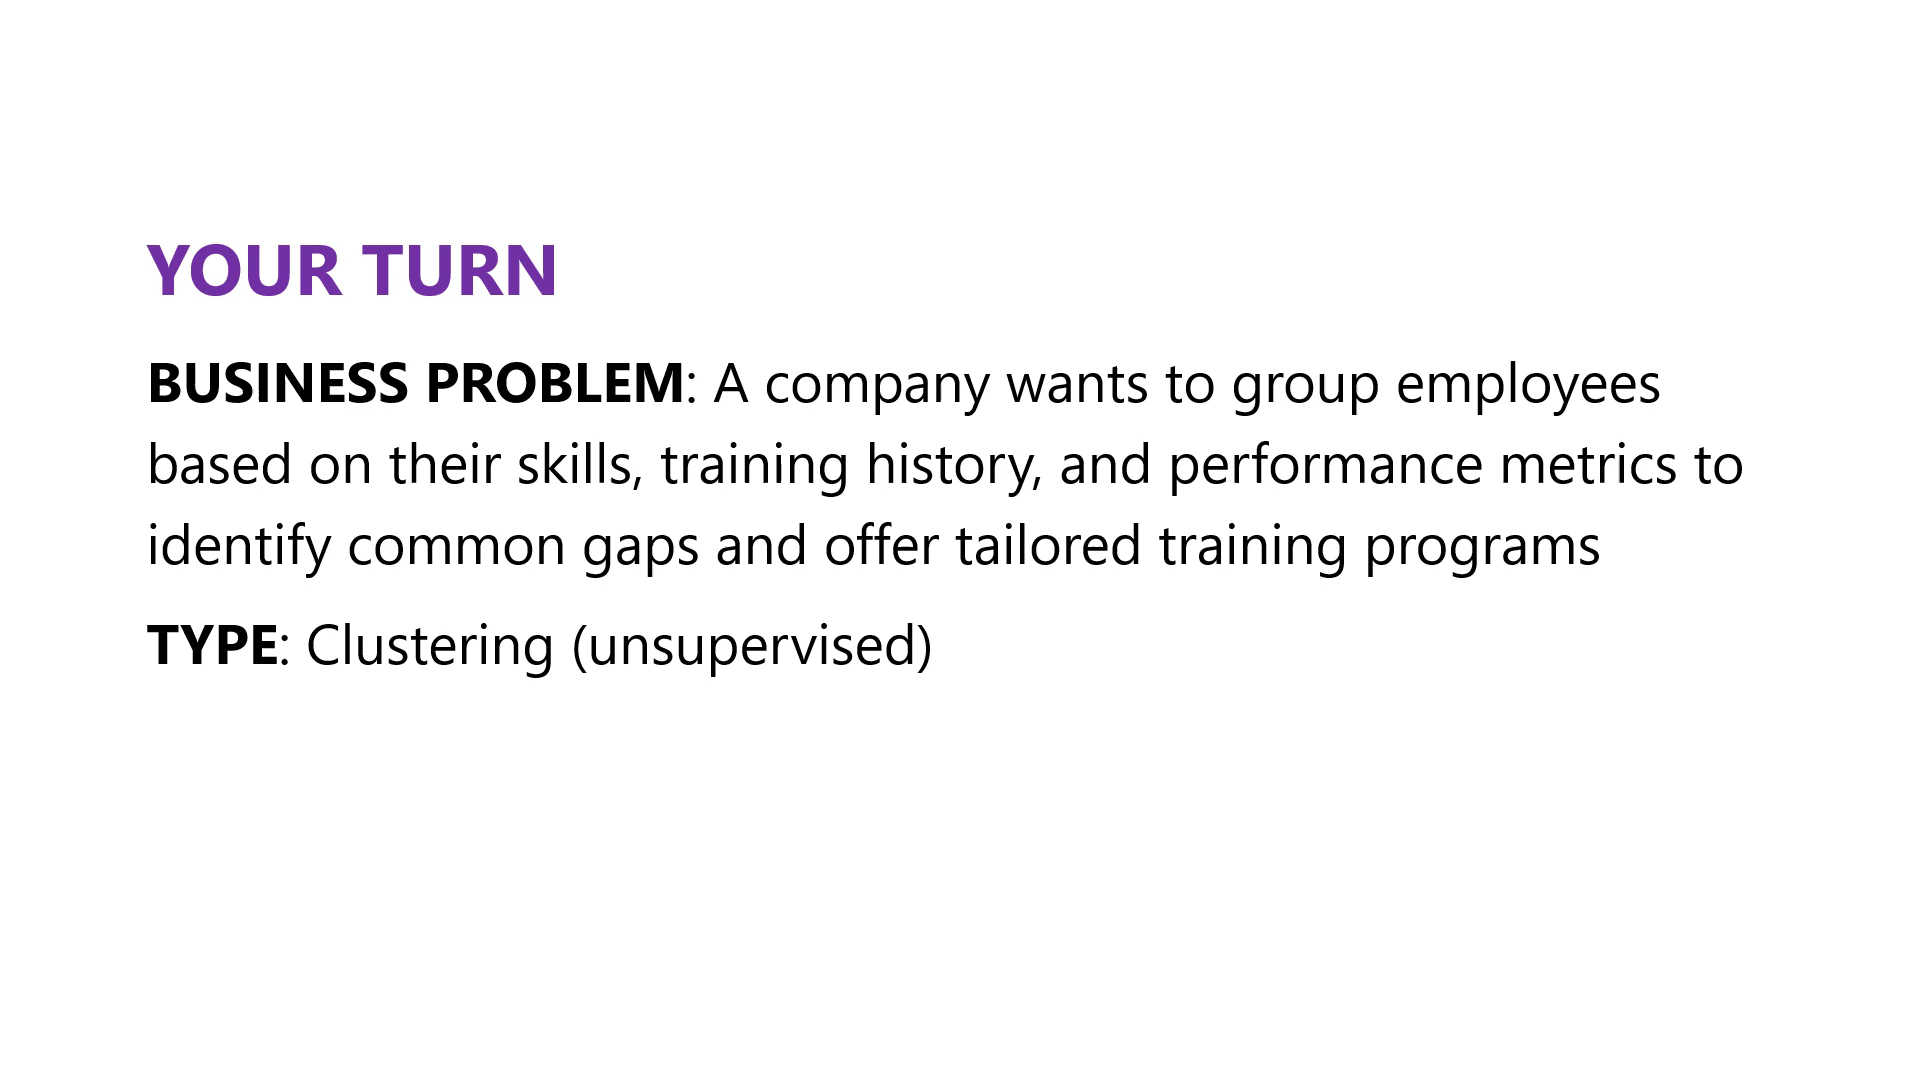 YOUR TURN
BUSINESS PROBLEM: A company wants to group employees
based on their skills, training history, and performance metrics to
identify common gaps and offer tailored training programs
TYPE: Clustering (unsupervised)